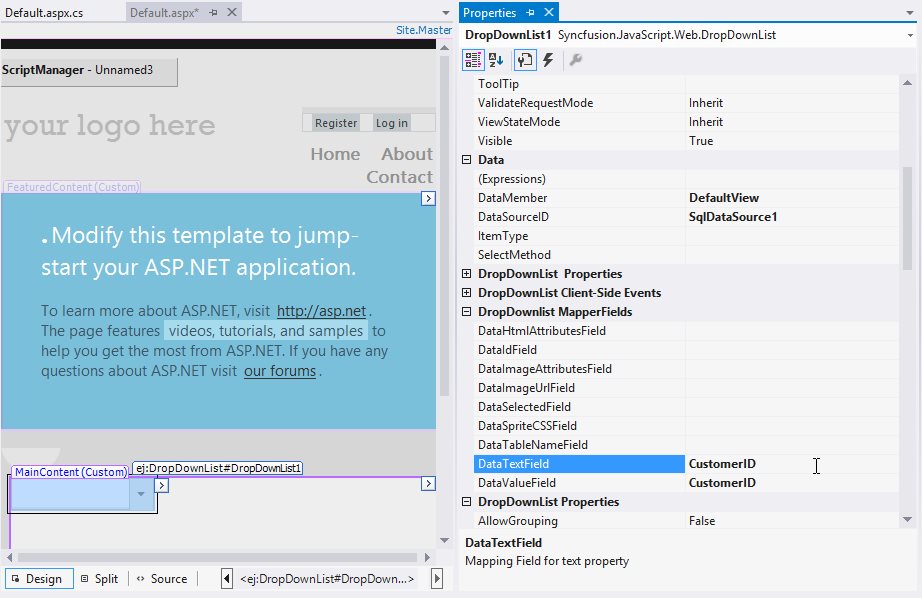 Default.aspx.cs
Default.aspx*
Site.Master
ScriptManager - Unnamed3
your logo here
Register
Log in
Home
About
Contact
FeaturedContent (Custom)
. Modify this template to jump-
start your ASP.NET application.
To learn more about ASP.NET, visit http://asp.net .
The page features videos, tutorials, and samples to
help you get the most from ASP.NET. If you have any
questions about ASP.NET visit our forums .
MainContent (Custom)
ej:DropDownList#DropDownList1
Design
Split
Source
<ej:DropDownList#DropDown...>
Properties
DropDownList1 Syncfusion.JavaScript.Web.DropDownList
ToolTip
ValidateRequestMode Inherit
ViewStateMode Inherit
Visible True
Data
(Expressions)
DataMember DefaultView
DataSourceID SqlDataSource1
ItemType
SelectMethod
DropDownList Properties
DropDownList Client-Side Events
DropDownlist MapperFields
DataHtmlAttributesField
DataIdField
DataImageAttributesField
DataImageUrlField
DataSelectedField
DataSpriteCSSField
DataTableNameField
DataTextField CustomerID
DataValueField CustomerID
DropDownList Properties
AllowGrouping False
DataTextField
Mapping Field for text property